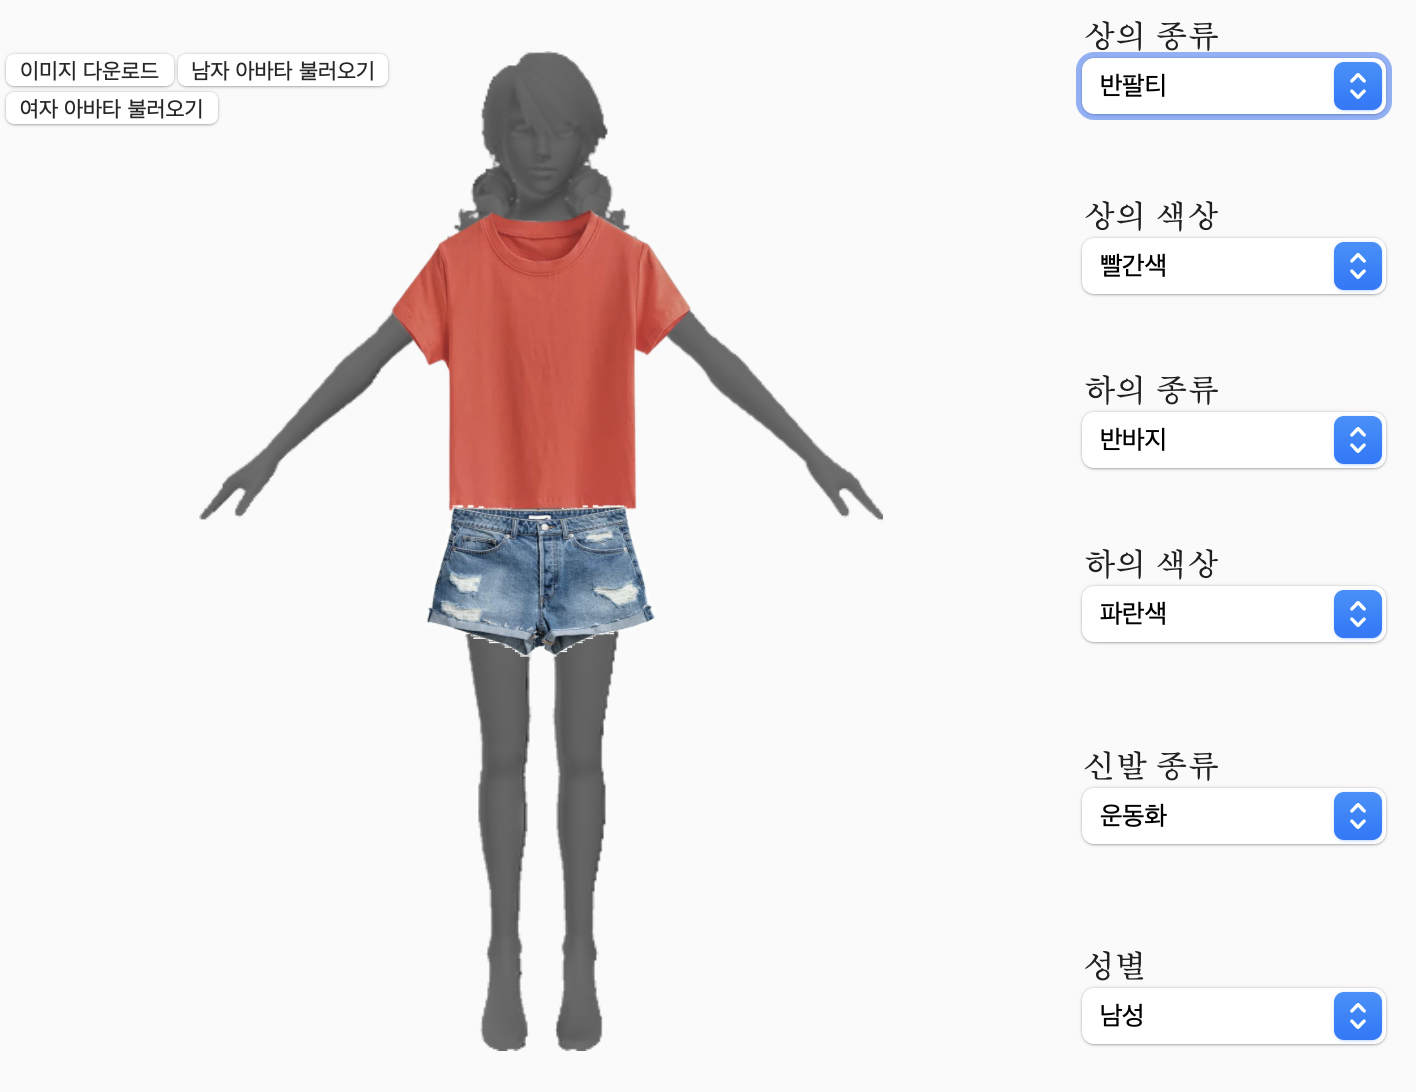 이미지 다운로드
남자 아바타 불러오기
여자 아바타 불러오기
상의 종류
반팔티
상의 색상
빨간색
하의 종류
반바지
하의 색상
파란색
신발 종류
운동화
성별
남성